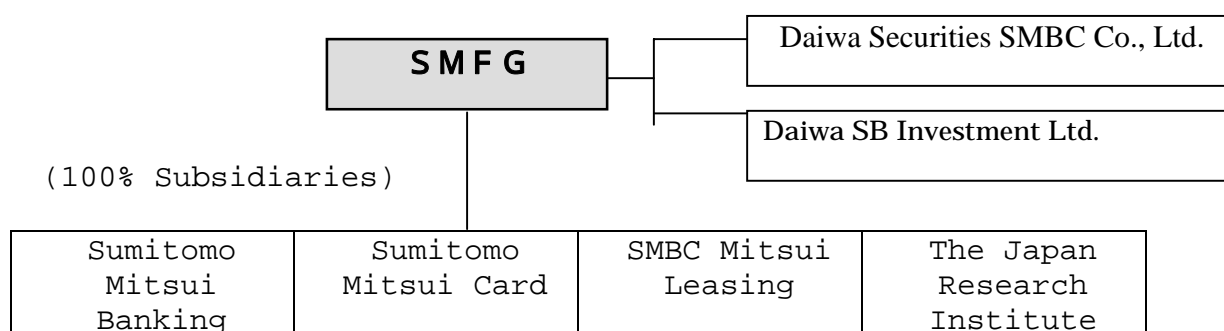 SMFG
Daiwa Securities SMBC Co., Ltd.
Daiwa SB Investment Ltd.
(100% Subsidiaries)
Sumitomo
Mitsui
Banking
Sumitomo
Mitsui Card
SMBC Mitsui
Leasing
The Japan
Research
Institute